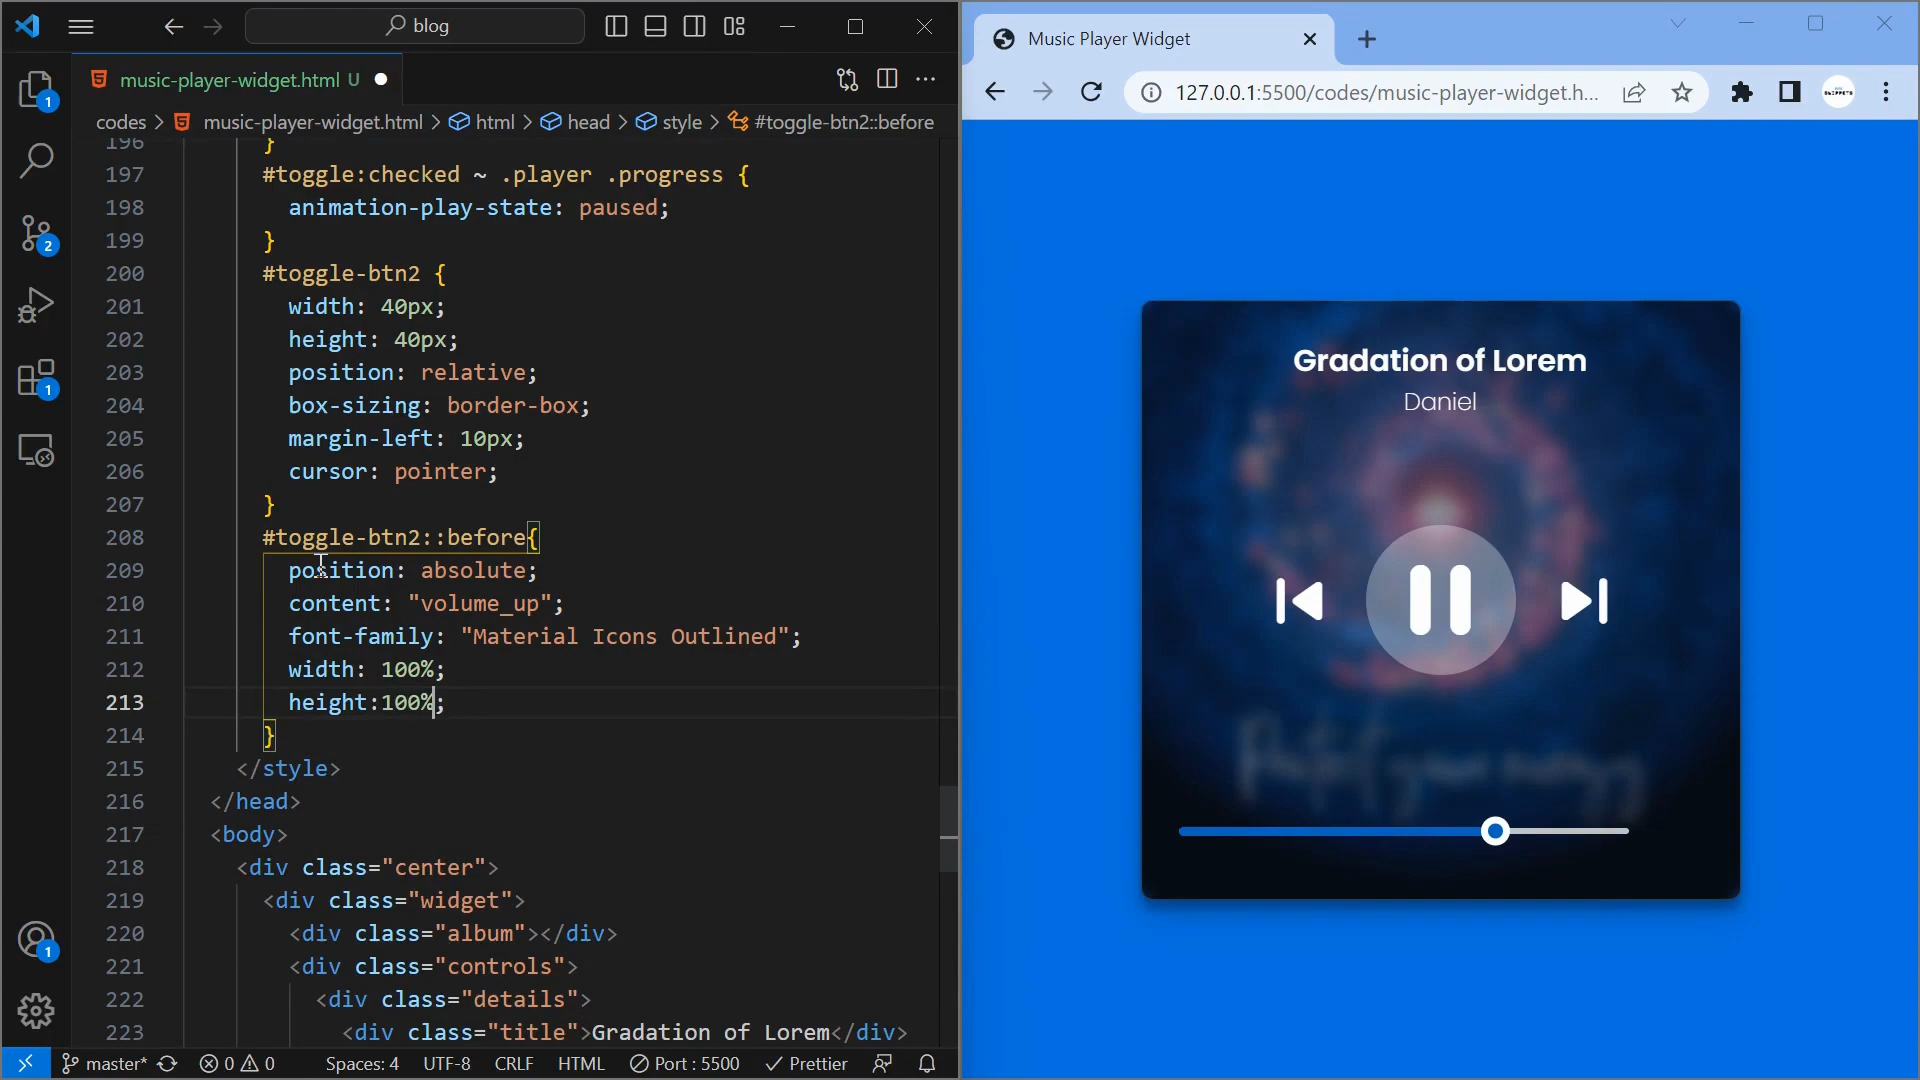 blog
music-player-widget.html U
codes > music-player-widget.html > html > head > style > #toggle-btn2::before
196 }
197 #toggle:checked ~ .player .progress {
198 animation-play-state: paused;
199 }
200 #toggle-btn2 {
201 width: 40px;
202 height: 40px;
203 position: relative;
204 box-sizing: border-box;
205 margin-left: 10px;
206 cursor: pointer;
207 }
208 #toggle-btn2::before{
209 position: absolute;
210 content: "volume_up";
211 font-family: "Material Icons Outlined";
212 width: 100%;
213 height:100%;
214 }
215 </style>
216 </head>
217 <body>
218 <div class="center">
219 <div class="widget">
220 <div class="album"></div>
221 <div class="controls">
222 <div class="details">
223 <div class="title">Gradation of Lorem</div>
1
2
1
1
master* 0 0 Spaces: 4 UTF-8 CRLF HTML Port : 5500 Prettier
Music Player Widget
127.0.0.1:5500/codes/music-player-widget.h...
Gradation of Lorem
Daniel